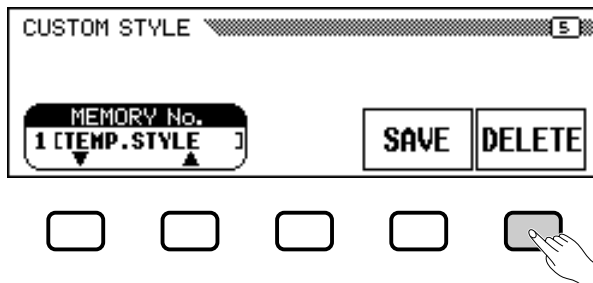 CUSTOM STYLE 5
MEMORY No.
1 [TEMP.STYLE ]
SAVE DELETE